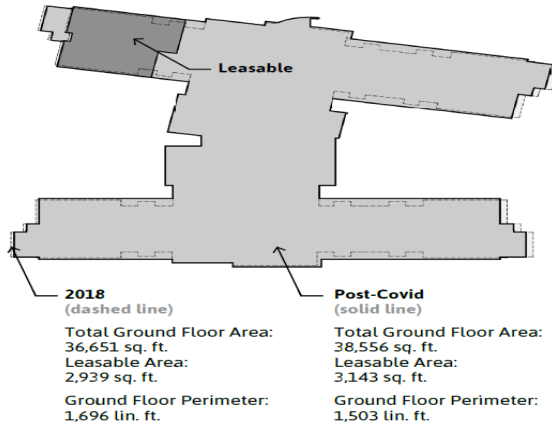 Leasable
2018
(dashed line)
Total Ground Floor Area:
36,651 sq. ft.
Leasable Area:
2,939 sq. ft.
Ground Floor Perimeter:
1,696 lin. ft.
Post-Covid
(solid line)
Total Ground Floor Area:
38,556 sq. ft.
Leasable Area:
3,143 sq. ft.
Ground Floor Perimeter:
1,503 lin. ft.